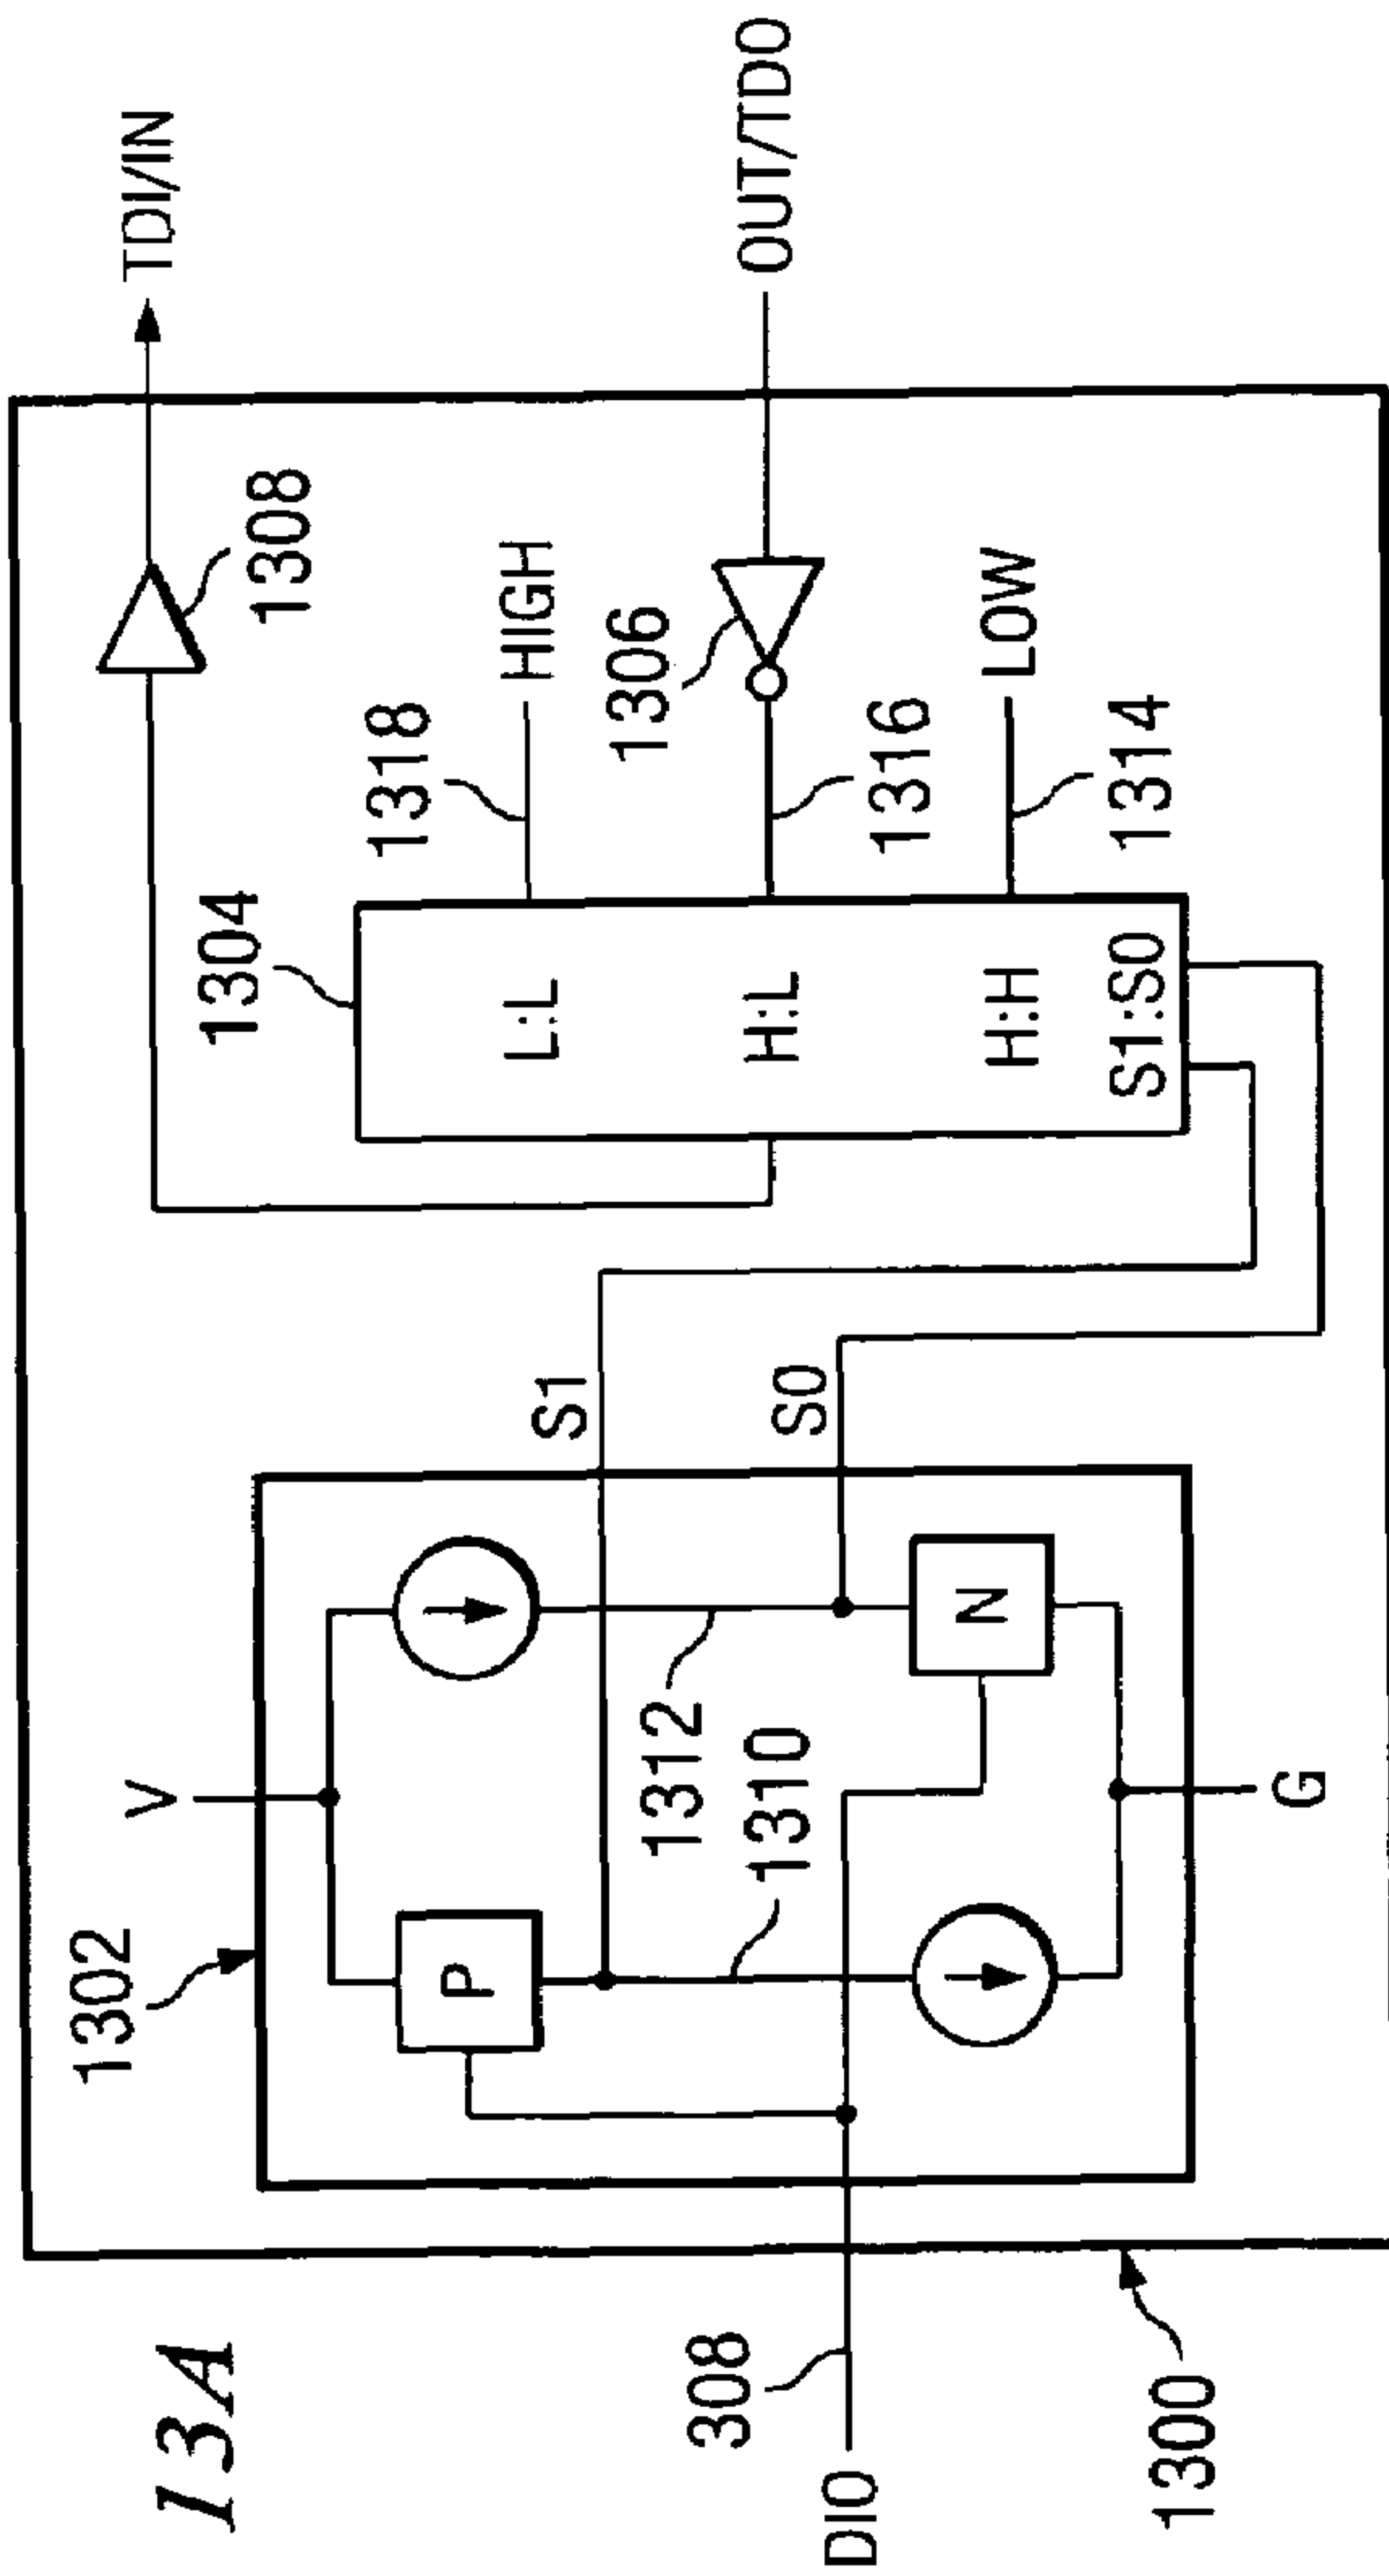 13A
1302
V
TDI/IN
1304
1308
1318
HIGH
P
S1
L:L
1312
1306
OUT/TDO
308
1310
S0
H:L
1316
DIO
N
H:H
LOW
S1:S0
1314
1300
G